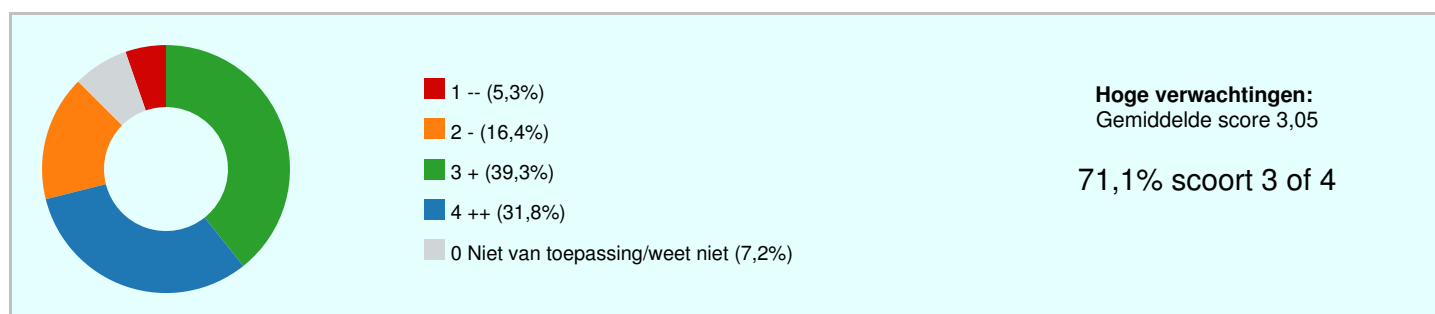 1 -- (5,3%)
2 - (16,4%)
3 + (39,3%)
4 ++ (31,8%)
0 Niet van toepassing/weet niet (7,2%)
Hoge verwachtingen:
Gemiddelde score 3,05
71,1% scoort 3 of 4